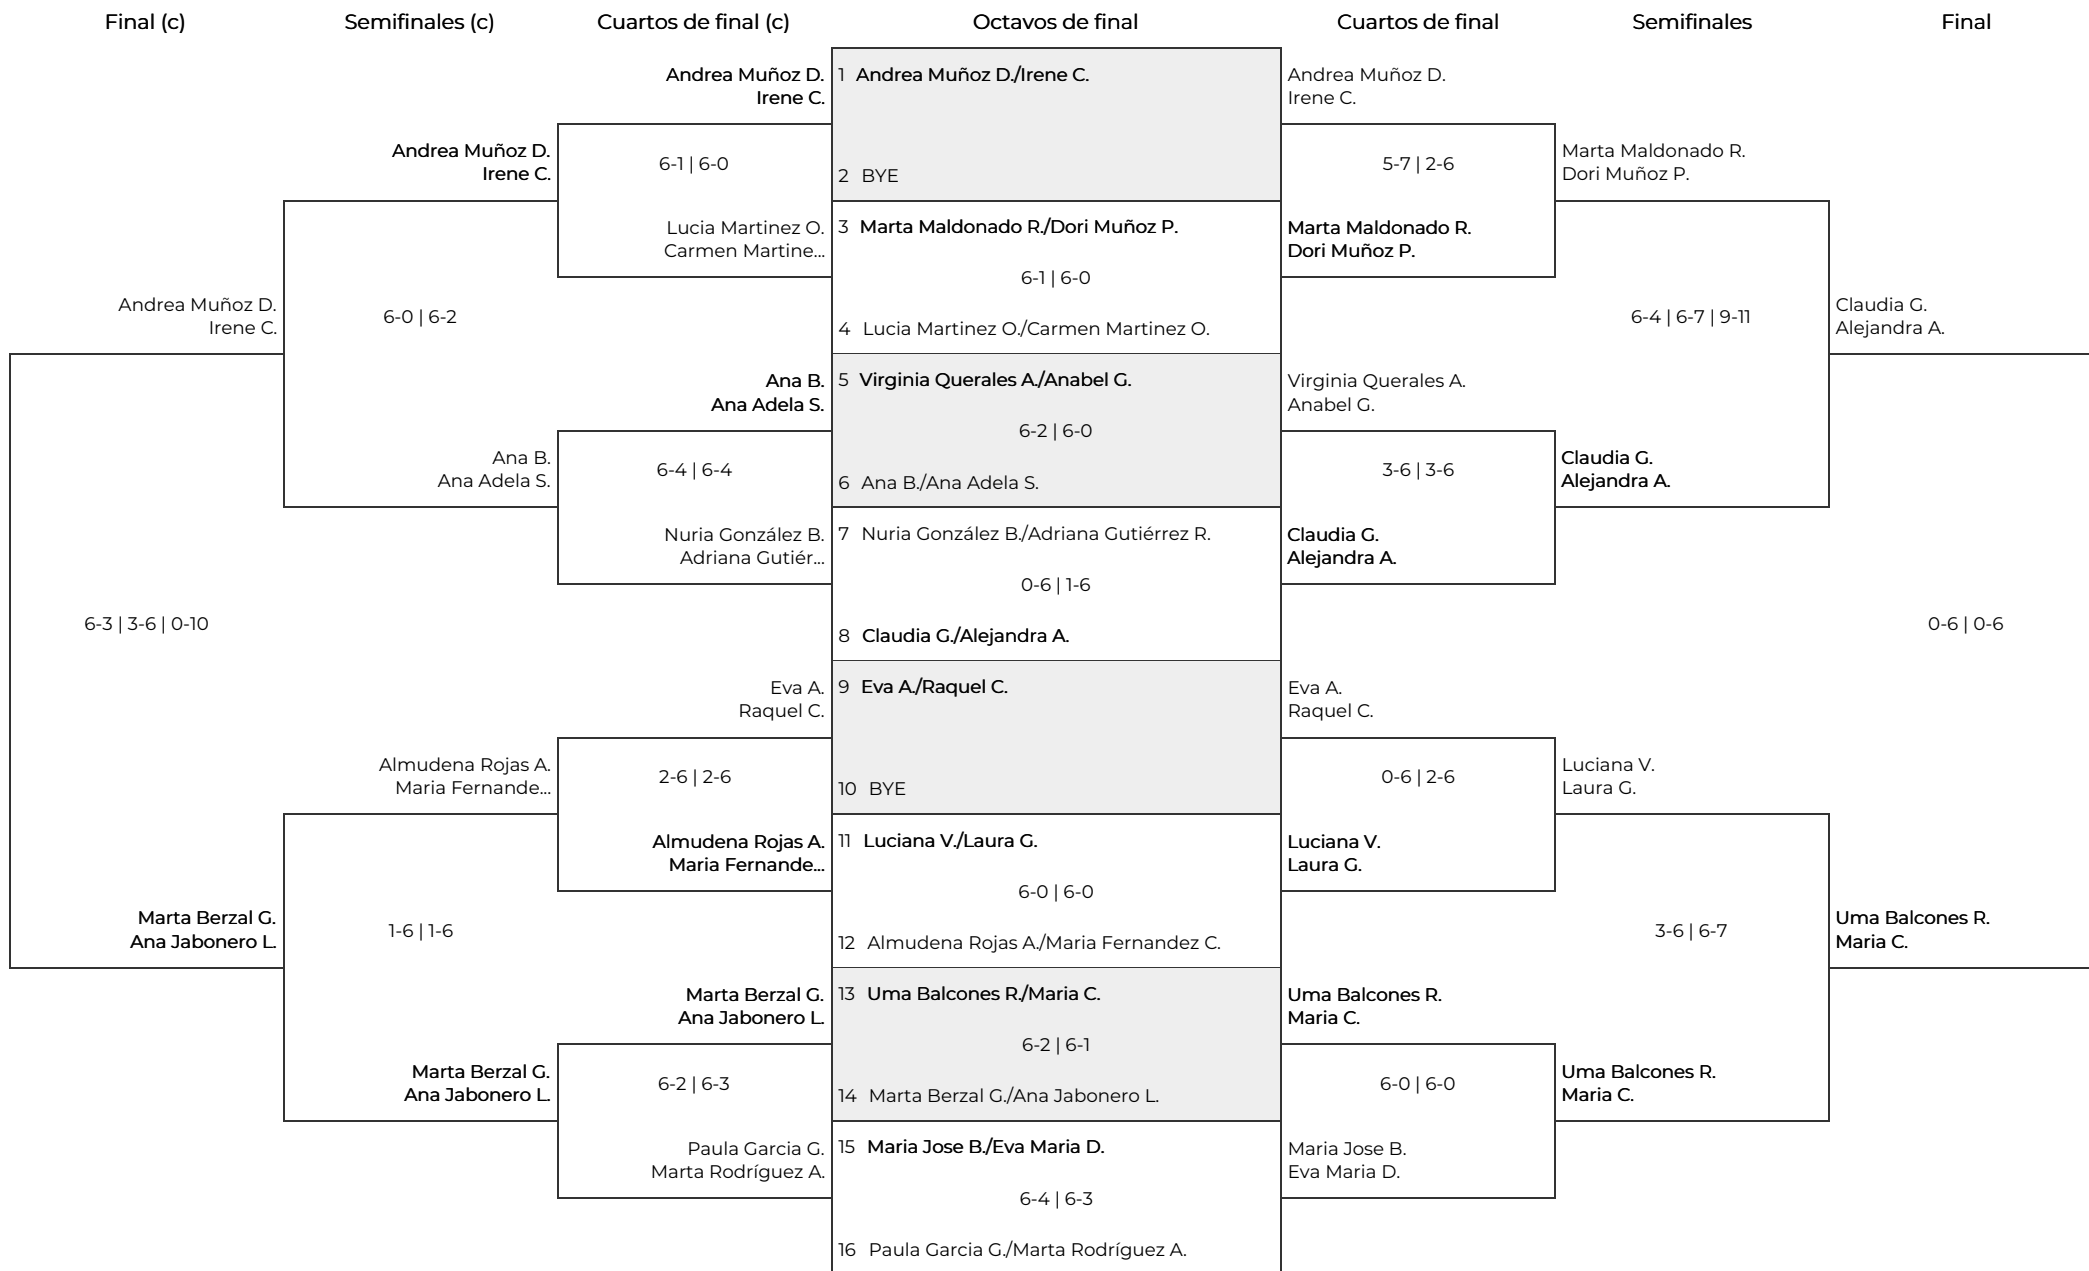 Final (c)
Semifinales (c)
Cuartos de final (c)
Octavos de final
Cuartos de final
Semifinales
Final
Andrea Muñoz D.
Irene C.
6-3 | 3-6 | 0-10
Marta Berzal G.
Ana Jabonero L.
Andrea Muñoz D.
Irene C.
6-0 | 6-2
Ana B.
Ana Adela S.
Almudena Rojas A.
Maria Fernande...
1-6 | 1-6
Marta Berzal G.
Ana Jabonero L.
Andrea Muñoz D.
Irene C.
6-1 | 6-0
Lucia Martinez O.
Carmen Martine...
Ana B.
Ana Adela S.
6-4 | 6-4
Nuria González B.
Adriana Gutiér...
Eva A.
Raquel C.
2-6 | 2-6
Almudena Rojas A.
Maria Fernande...
Marta Berzal G.
Ana Jabonero L.
6-2 | 6-3
Paula Garcia G.
Marta Rodríguez A.
1 Andrea Muñoz D./Irene C.
2 BYE
3 Marta Maldonado R./Dori Muñoz P.
6-1 | 6-0
4 Lucia Martinez O./Carmen Martinez O.
5 Virginia Querales A./Anabel G.
6-2 | 6-0
6 Ana B./Ana Adela S.
7 Nuria González B./Adriana Gutiérrez R.
0-6 | 1-6
8 Claudia G./Alejandra A.
9 Eva A./Raquel C.
10 BYE
11 Luciana V./Laura G.
6-0 | 6-0
12 Almudena Rojas A./Maria Fernandez C.
13 Uma Balcones R./Maria C.
6-2 | 6-1
14 Marta Berzal G./Ana Jabonero L.
15 Maria Jose B./Eva Maria D.
6-4 | 6-3
16 Paula Garcia G./Marta Rodríguez A.
Andrea Muñoz D.
Irene C.
5-7 | 2-6
Marta Maldonado R.
Dori Muñoz P.
Virginia Querales A.
Anabel G.
3-6 | 3-6
Claudia G.
Alejandra A.
Eva A.
Raquel C.
0-6 | 2-6
Luciana V.
Laura G.
Uma Balcones R.
Maria C.
6-0 | 6-0
Maria Jose B.
Eva Maria D.
Marta Maldonado R.
Dori Muñoz P.
6-4 | 6-7 | 9-11
Claudia G.
Alejandra A.
Luciana V.
Laura G.
3-6 | 6-7
Uma Balcones R.
Maria C.
Claudia G.
Alejandra A.
0-6 | 0-6
Uma Balcones R.
Maria C.